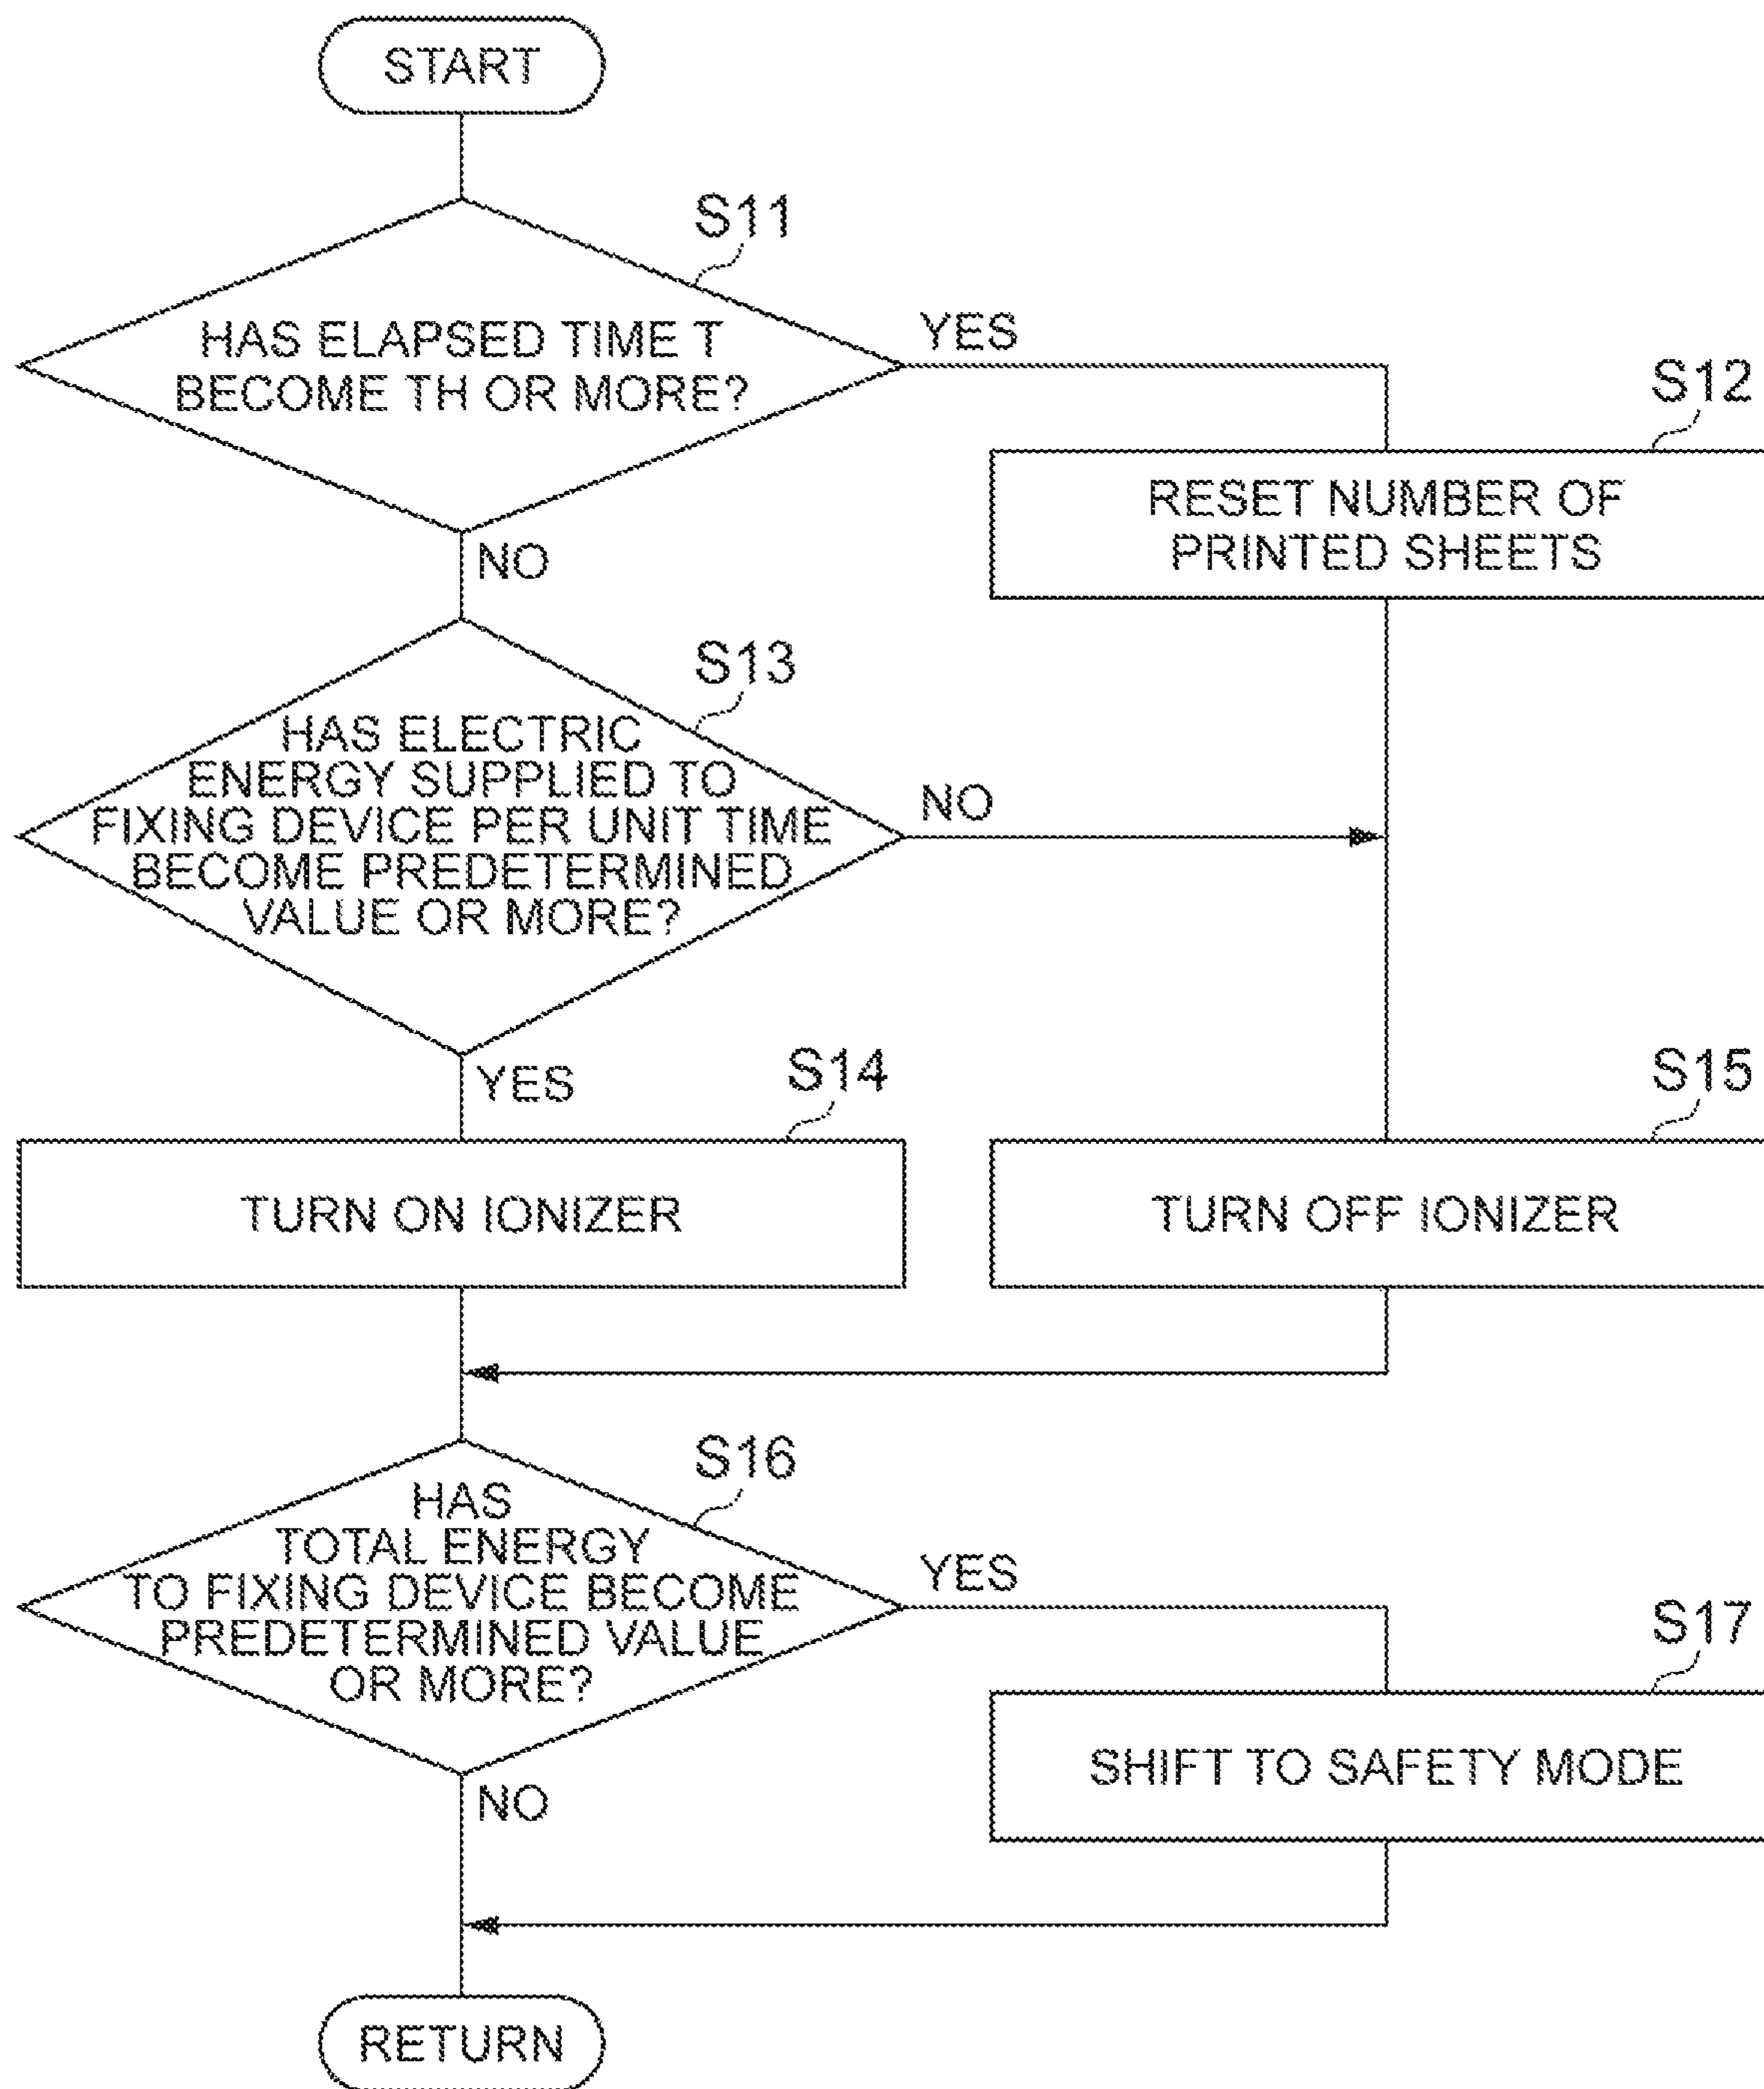 START
S11
HAS ELAPSED TIME T
BECOME TH OR MORE?
YES
S12
RESET NUMBER OF
PRINTED SHEETS
NO
S13
HAS ELECTRIC
ENERGY SUPPLIED TO
FIXING DEVICE PER UNIT TIME
BECOME PREDETERMINED
VALUE OR MORE?
NO
YES
S14
TURN ON IONIZER
S15
TURN OFF IONIZER
S16
HAS
TOTAL ENERGY
TO FIXING DEVICE BECOME
PREDETERMINED VALUE
OR MORE?
YES
S17
SHIFT TO SAFETY MODE
NO
RETURN